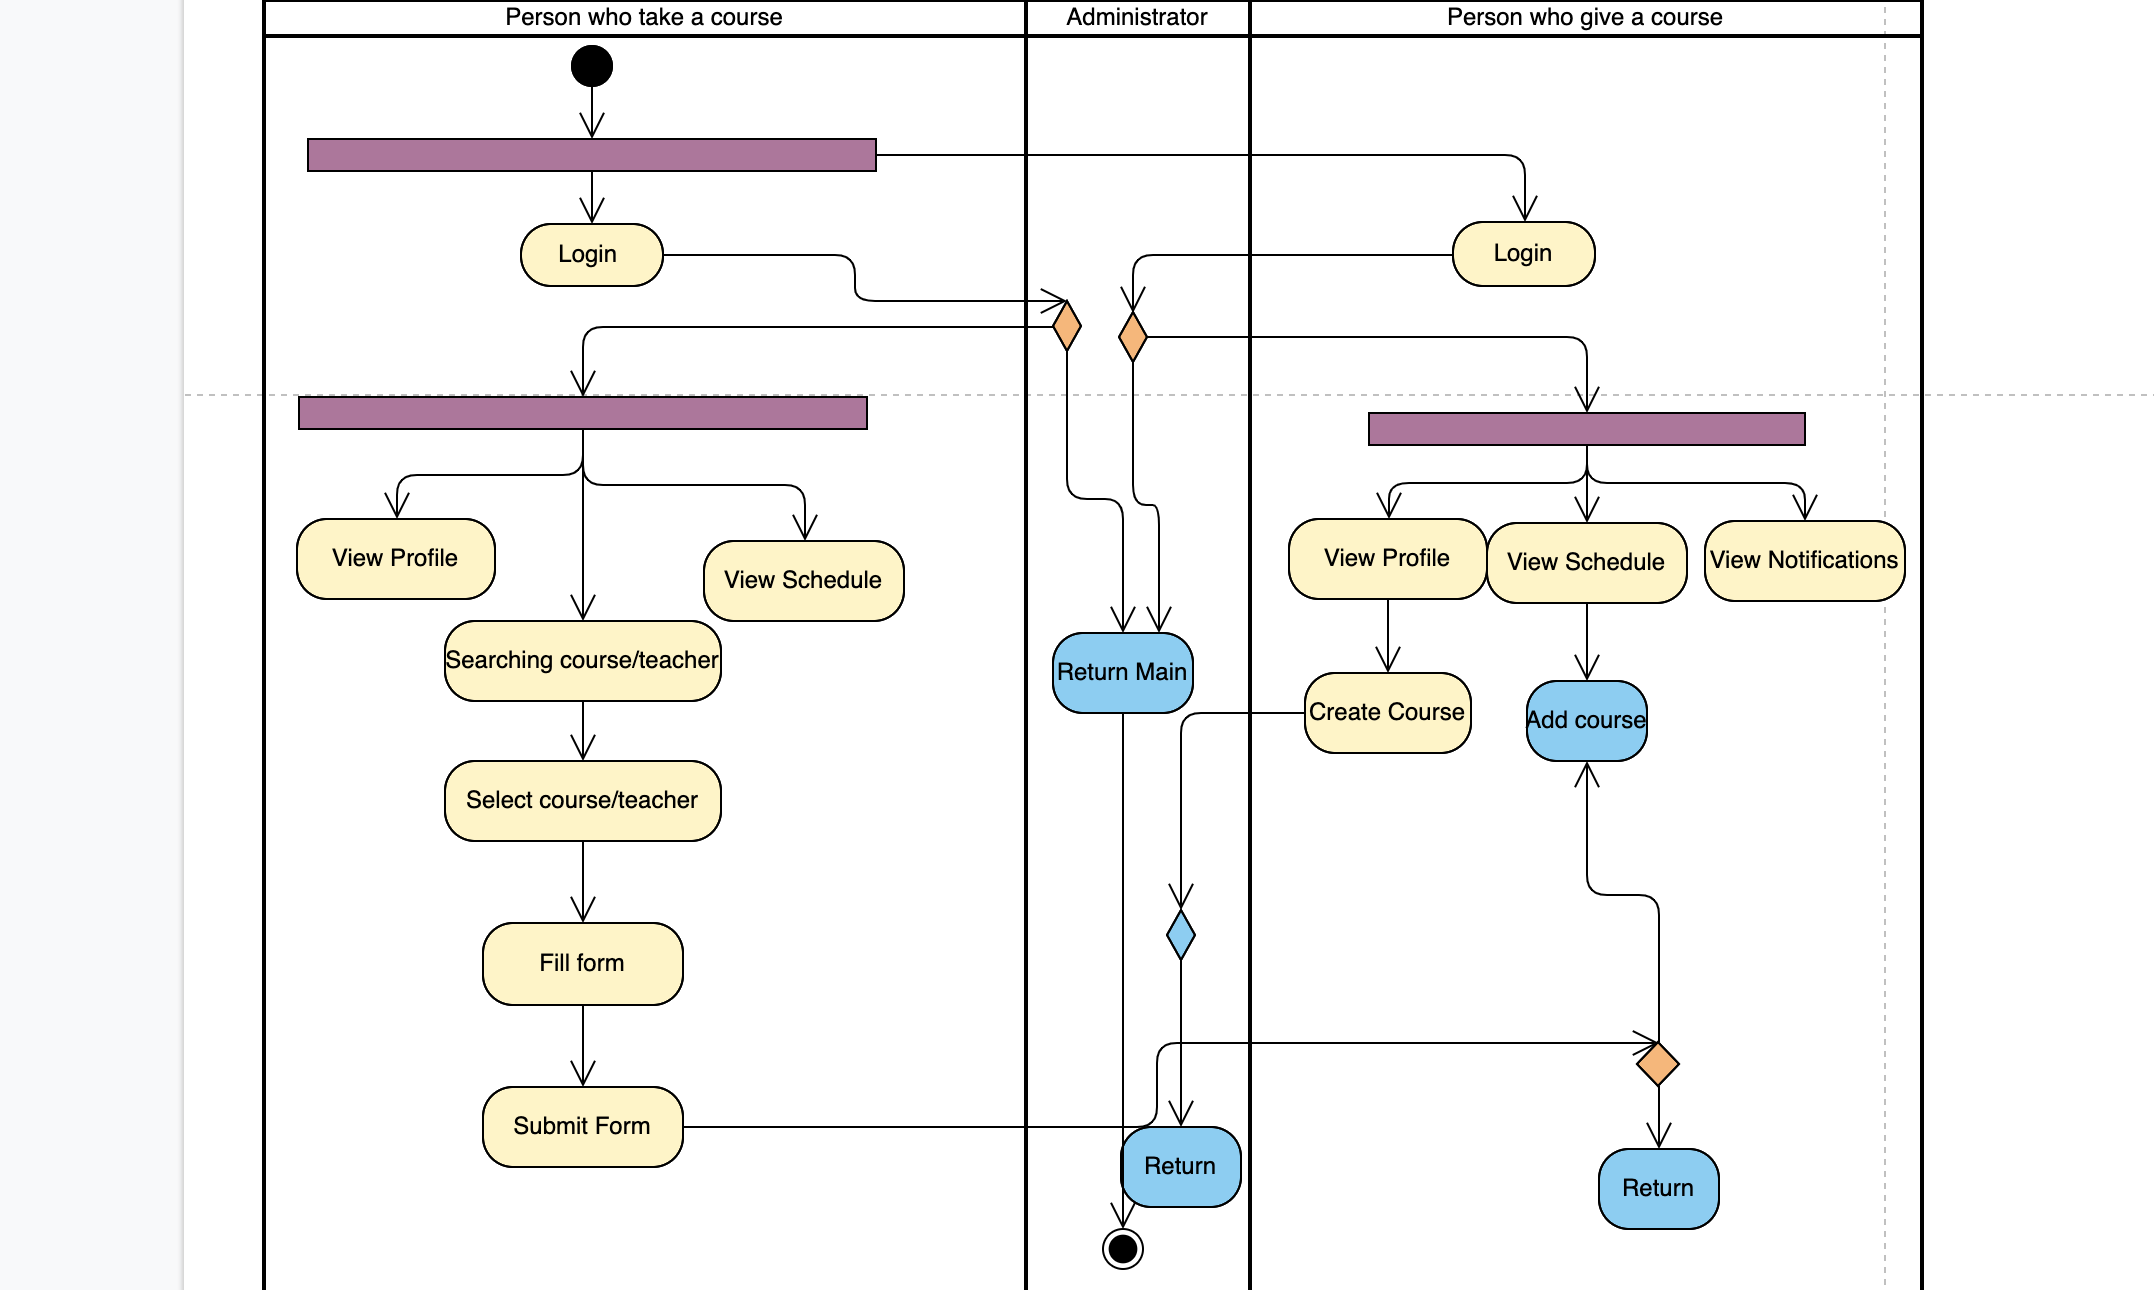 Person who take a course
Administrator
Person who give a course
Login
Login
View Profile
View Schedule
View Profile
View Schedule
View Notifications
Searching course/teacher
Return Main
Create Course
Add course
Select course/teacher
Fill form
Submit Form
Return
Return